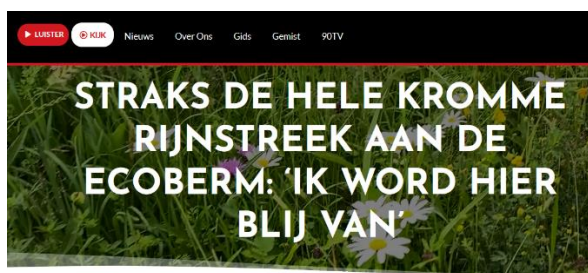 LUISTER KIJK Nieuws Over Ons Gids Gemist 90TV
STRAKS DE HELE KROMME
RIJNSTREEK AAN DE
ECOBERM: ‘IK WORD HIER
BLIJ VAN’